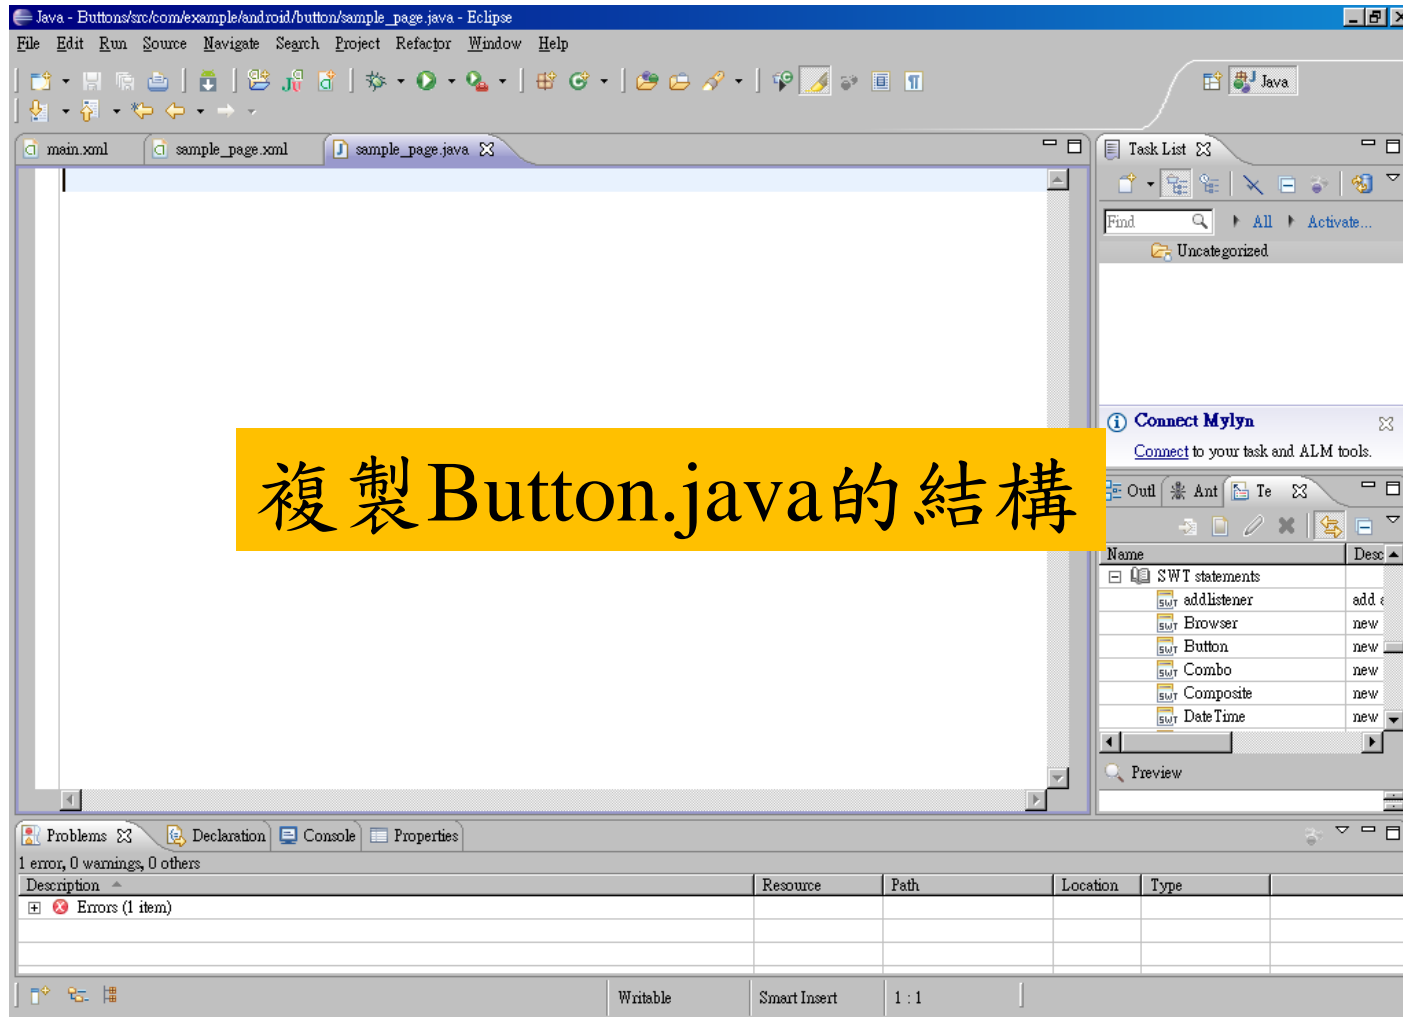 Java - Buttons/src/com/example/android/button/sample_page.java - Eclipse
File Edit Run Source Navigate Search Project Refactor Window Help
Java
main.xml sample_page.xml sample_page.java
Task List
Find All Activate...
Uncategorized
Connect Mylyn
Connect to your task and ALM tools.
複製Button.java的結構
Outl Ant Te
Name Desc
SWT statements
addlistener add
Browser new
Button new
Combo new
Composite new
DateTime new
Preview
Problems Declaration Console Properties
1 error, 0 warnings, 0 others
Description Resource Path Location Type
Errors (1 item)
Writable Smart Insert 1 : 1